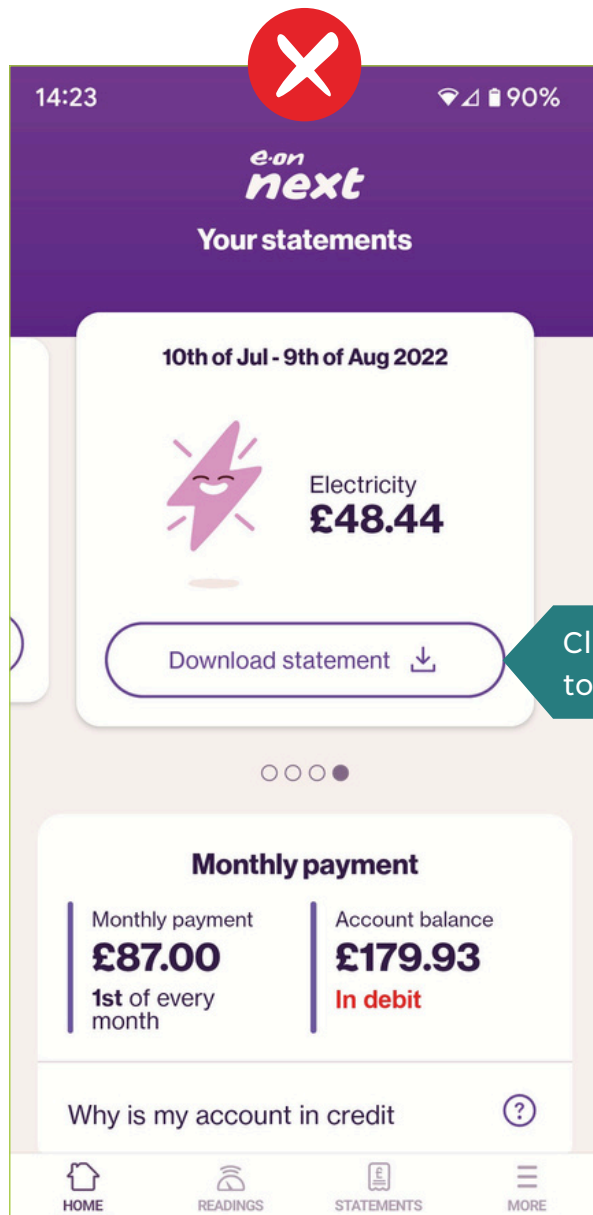 14:23
90%
e·on
next
Your statements
10th of Jul - 9th of Aug 2022
Electricity
£48.44
Download statement
to
Monthly payment
Monthly payment
£87.00
1st of every
month
Account balance
£179.93
In debit
Why is my account in credit
?
HOME
READINGS
£
STATEMENTS
MORE